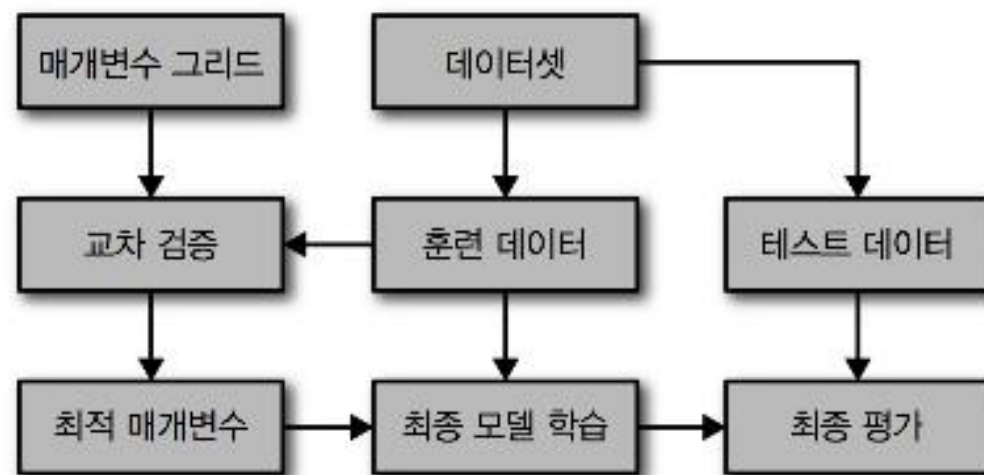 매개변수 그리드
데이터셋
교차 검증
훈련 데이터
테스트 데이터
최적 매개변수
최종 모델 학습
최종 평가